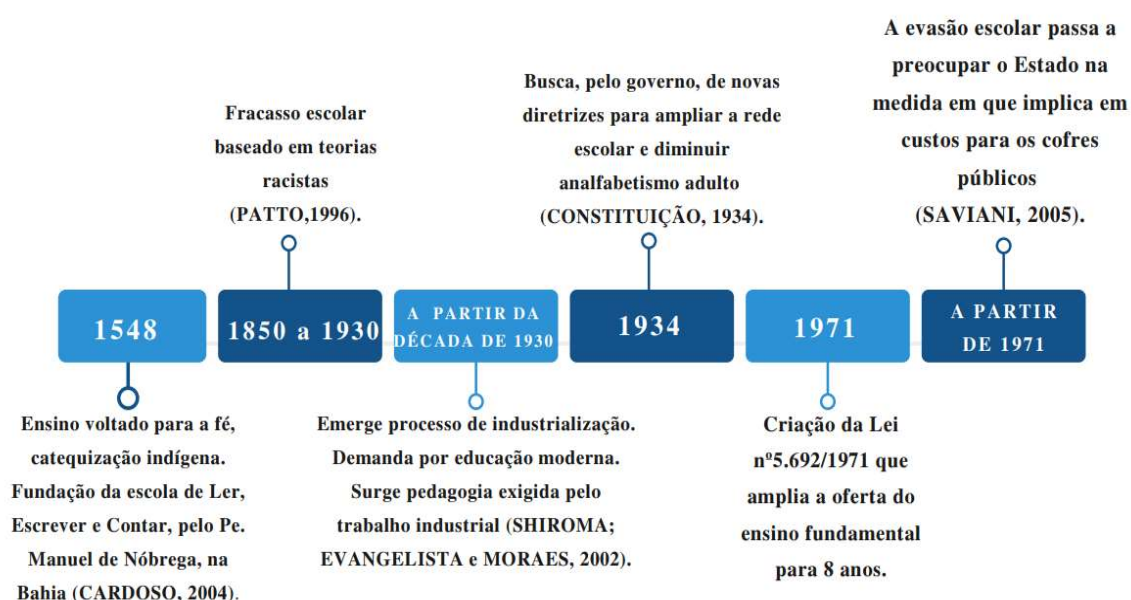 Fracasso escolar
baseado em teorias
racistas
(PATTO,1996).
Busca, pelo governo, de novas
diretrizes para ampliar a rede
escolar e diminuir
analfabetismo adulto
(CONSTITUIÇÃO, 1934).
A evasão escolar passa a
preocupar o Estado na
medida em que implica em
custos para os cofres
públicos
(SAVIANI, 2005).
1548
1850 a 1930
A PARTIR DA
DÉCADA DE 1930
1934
1971
A PARTIR
DE 1971
Ensino voltado para a fé,
catequização indígena.
Fundação da escola de Ler,
Escrever e Contar, pelo Pe.
Manuel de Nóbrega, na
Bahia (CARDOSO, 2004).
Emerge processo de industrialização.
Demanda por educação moderna.
Surge pedagogia exigida pelo
trabalho industrial (SHIROMA;
EVANGELISTA e MORAES, 2002).
Criação da Lei
nº5.692/1971 que
amplia a oferta do
ensino fundamental
para 8 anos.